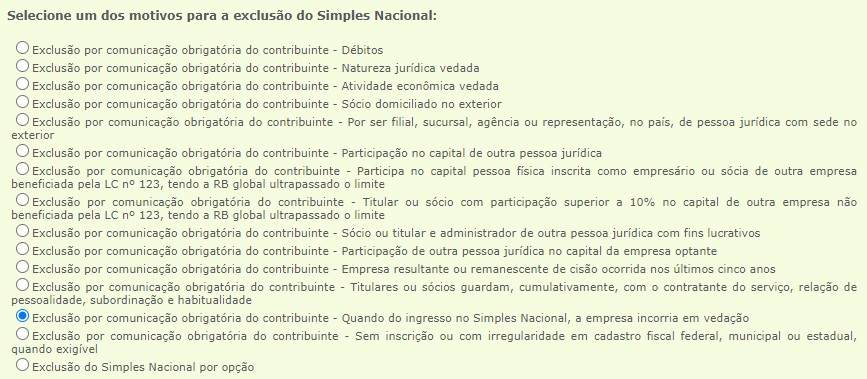 Selecione um dos motivos para a exclusão do Simples Nacional:
Exclusão por comunicação obrigatória do contribuinte - Débitos
Exclusão por comunicação obrigatória do contribuinte - Natureza jurídica vedada
Exclusão por comunicação obrigatória do contribuinte - Atividade econômica vedada
Exclusão por comunicação obrigatória do contribuinte - Sócio domiciliado no exterior
Exclusão por comunicação obrigatória do contribuinte - Por ser filial, sucursal, agência ou representação, no país, de pessoa jurídica com sede no
exterior
Exclusão por comunicação obrigatória do contribuinte - Participação no capital de outra pessoa jurídica
Exclusão por comunicação obrigatória do contribuinte - Participa no capital pessoa física inscrita como empresário ou sócia de outra empresa
beneficiada pela LC nº 123, tendo a RB global ultrapassado o limite
Exclusão por comunicação obrigatória do contribuinte - Titular ou sócio com participação superior a 10% no capital de outra empresa não
beneficiada pela LC nº 123, tendo a RB global ultrapassado o limite
Exclusão por comunicação obrigatória do contribuinte - Sócio ou titular e administrador de outra pessoa jurídica com fins lucrativos
Exclusão por comunicação obrigatória do contribuinte - Participação de outra pessoa jurídica no capital da empresa optante
Exclusão por comunicação obrigatória do contribuinte - Empresa resultante ou remanescente de cisão ocorrida nos últimos cinco anos
Exclusão por comunicação obrigatória do contribuinte - Titulares ou sócios guardam, cumulativamente, com o contratante do serviço, relação de
pessoalidade, subordinação e habitualidade
Exclusão por comunicação obrigatória do contribuinte - Quando do ingresso no Simples Nacional, a empresa incorria em vedação
Exclusão por comunicação obrigatória do contribuinte - Sem inscrição ou com irregularidade em cadastro fiscal federal, municipal ou estadual,
quando exigível
Exclusão do Simples Nacional por opção